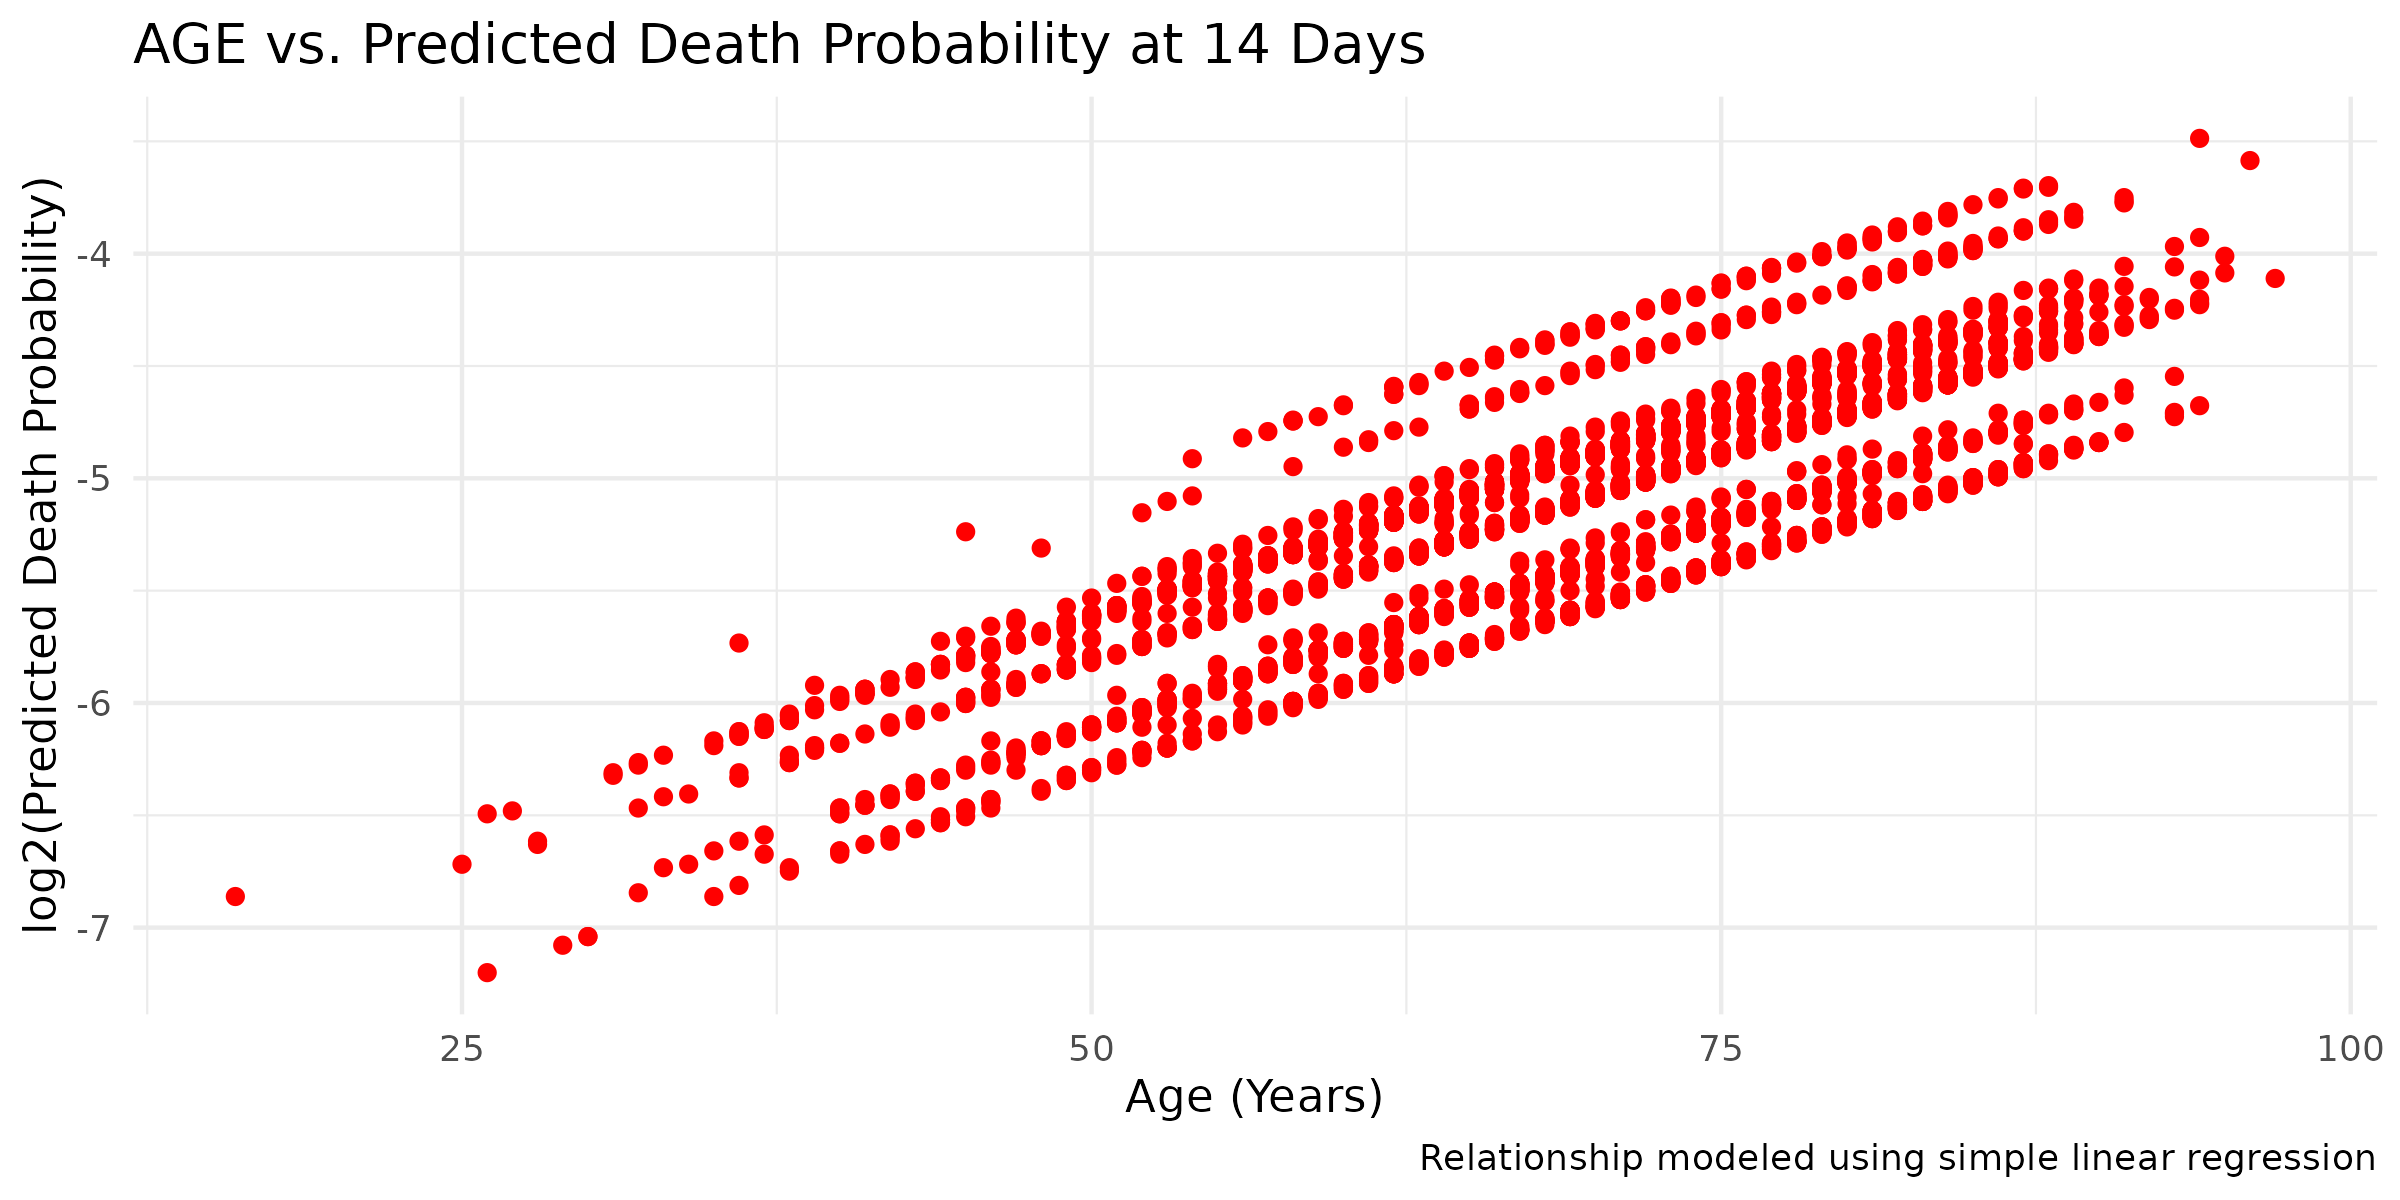 AGE vs. Predicted Death Probability at 14 Days
log2(Predicted Death Probability)
-4
-5
-6
-7
25
50
75
100
Age (Years)
Relationship modeled using simple linear regression